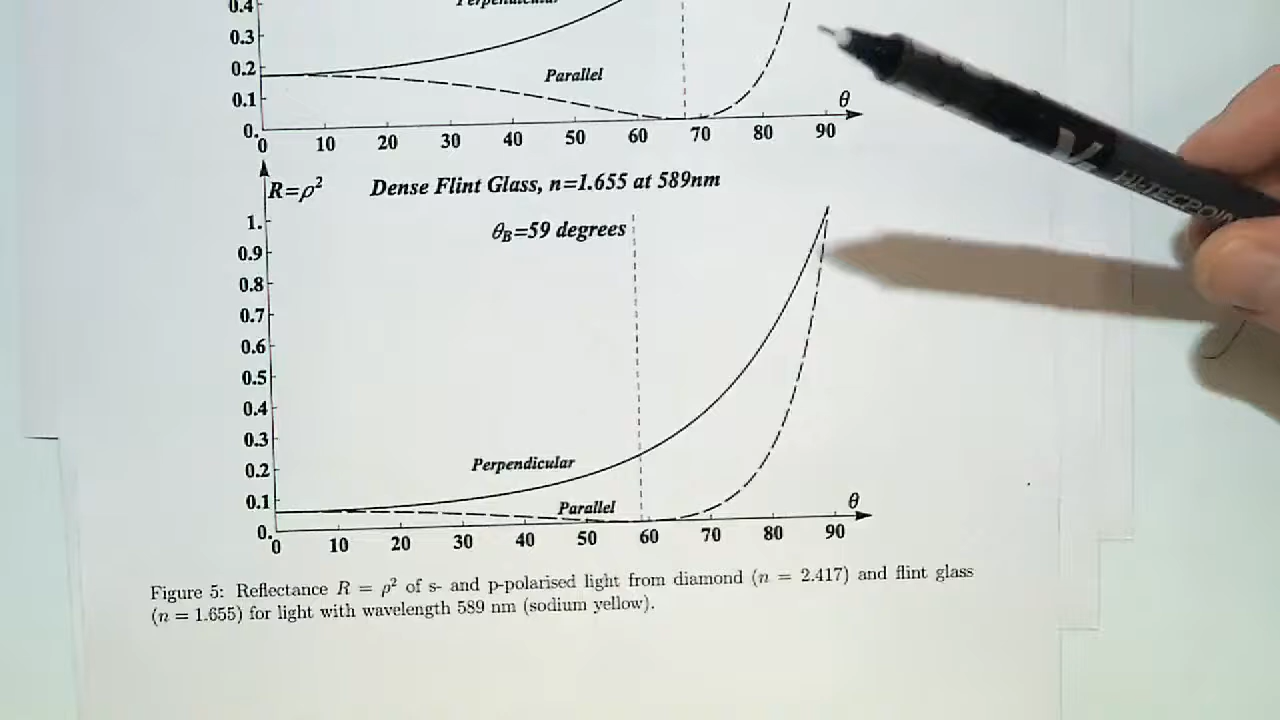 0.4
Perpendicular
0.3
0.2
Parallel
0.1
θ
0.
0 10 20 30 40 50 60 70 80 90
R=ρ²
Dense Flint Glass, n=1.655 at 589nm
1.
θB=59 degrees
0.9
0.8
0.7
0.6
0.5
0.4
0.3
Perpendicular
0.2
0.1
Parallel
θ
0.
0 10 20 30 40 50 60 70 80 90
Figure 5: Reflectance R = ρ² of s- and p-polarised light from diamond (n = 2.417) and flint glass
(n = 1.655) for light with wavelength 589 nm (sodium yellow).
V
HI-TECPOIN